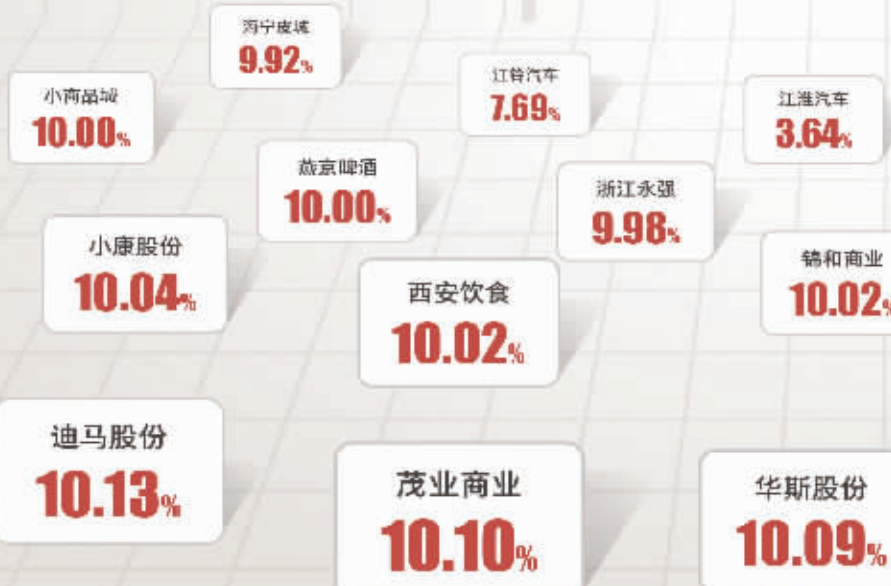 海宁皮城
9.92%
江铃汽车
7.69%
小商品城
10.00%
江淮汽车
3.64%
燕京啤酒
10.00%
浙江永强
9.98%
小康股份
10.04%
锦和商业
10.02%
西安饮食
10.02%
迪马股份
10.13%
茂业商业
10.10%
华斯股份
10.09%